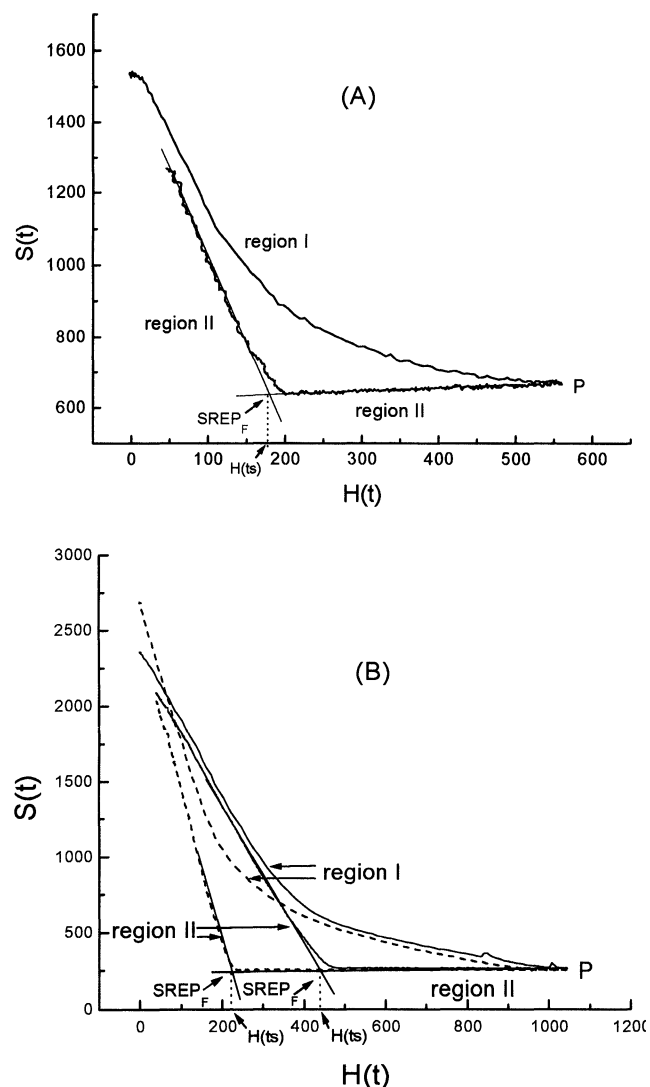 (A)
S(t)
1600
1400
1200
1000
800
600
region I
region II
region II
P
SREP F
H(ts)
0 100 200 300 400 500 600
H(t)
(B)
S(t)
3000
2500
2000
1500
1000
500
0
region I
region II
P
SREP F SREP F
region II
H(ts) H(ts)
0 200 400 600 800 1000 1200
H(t)